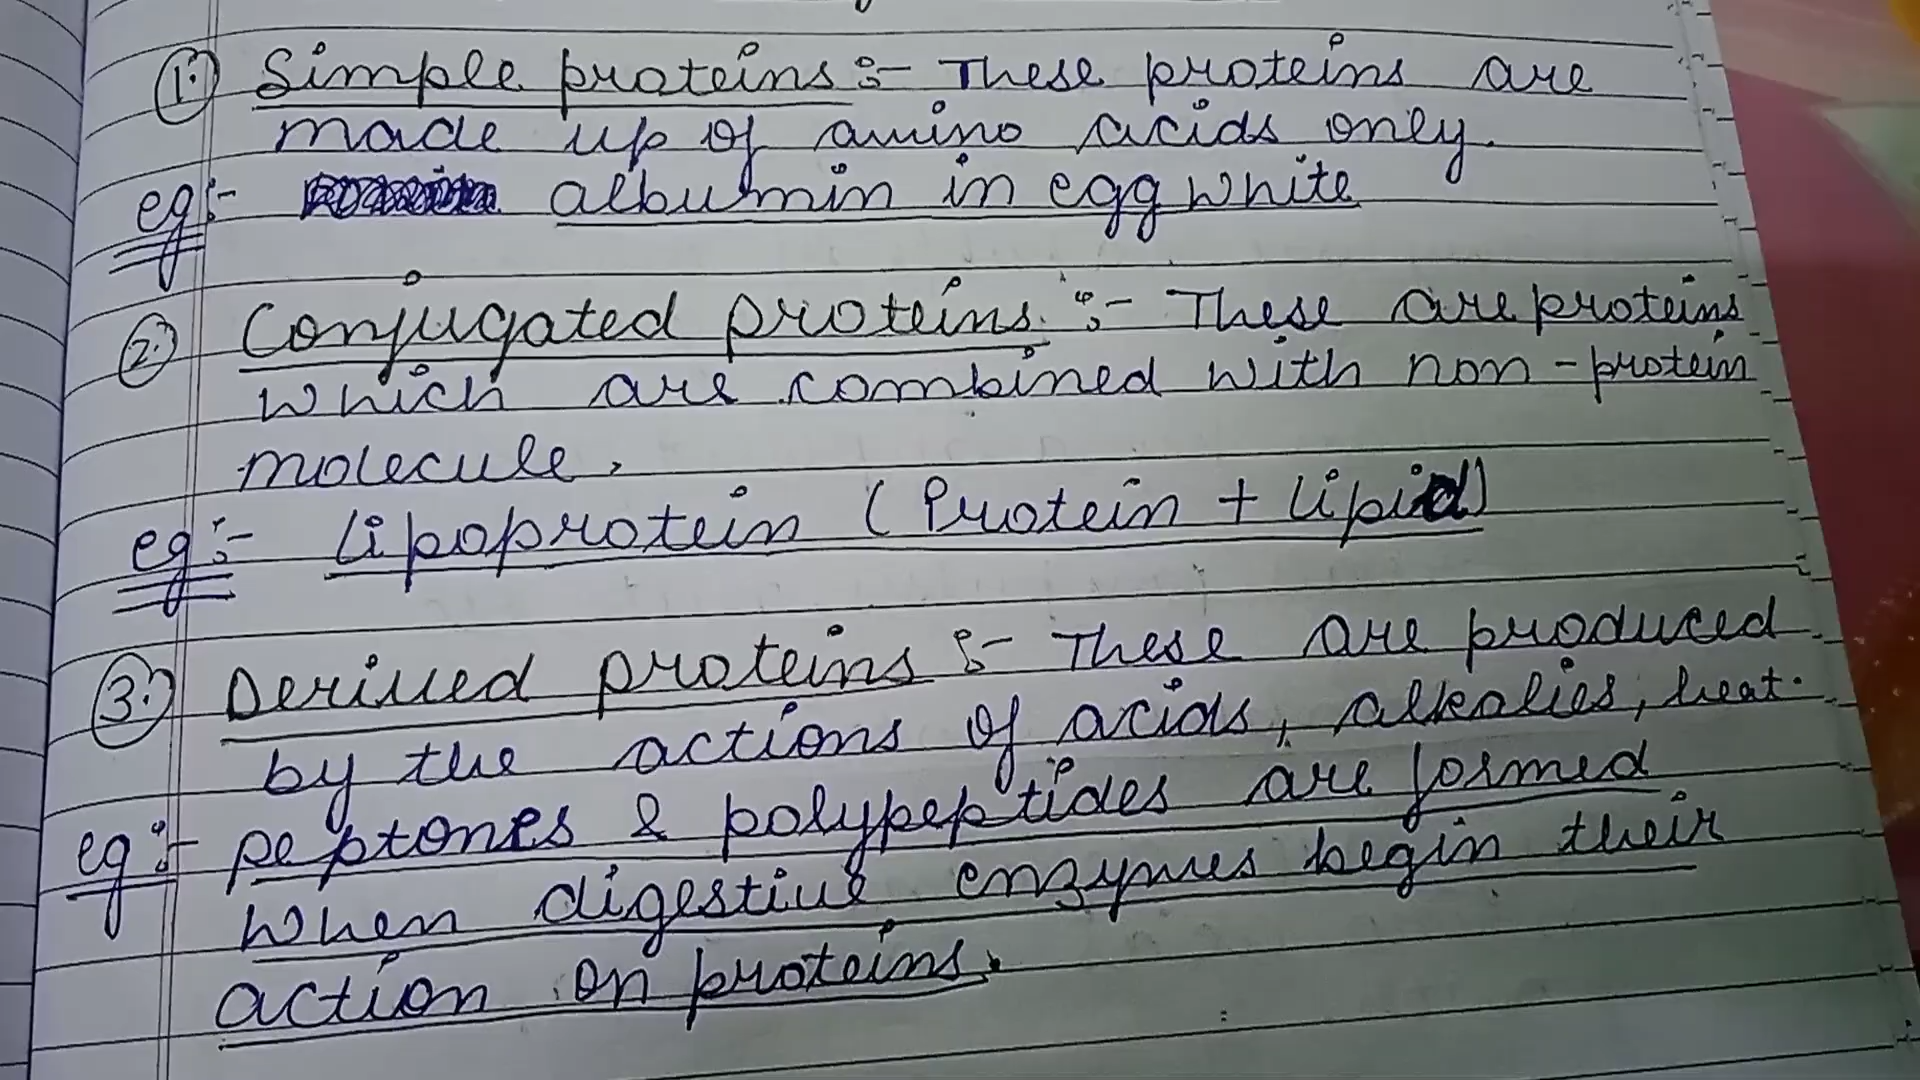 1. Simple proteins :- These proteins are
made up of amino acids only.
eg:- albumin in egg white
2. Conjugated proteins :- These are proteins
which are combined with non-protein
molecule.
eg:- Lipoprotein (Protein + Lipid)
3. Derived proteins :- These are produced
by the actions of acids, alkalies, heat.
eg:- peptones & polypeptides are formed
when digestive enzymes begin their
action on proteins.